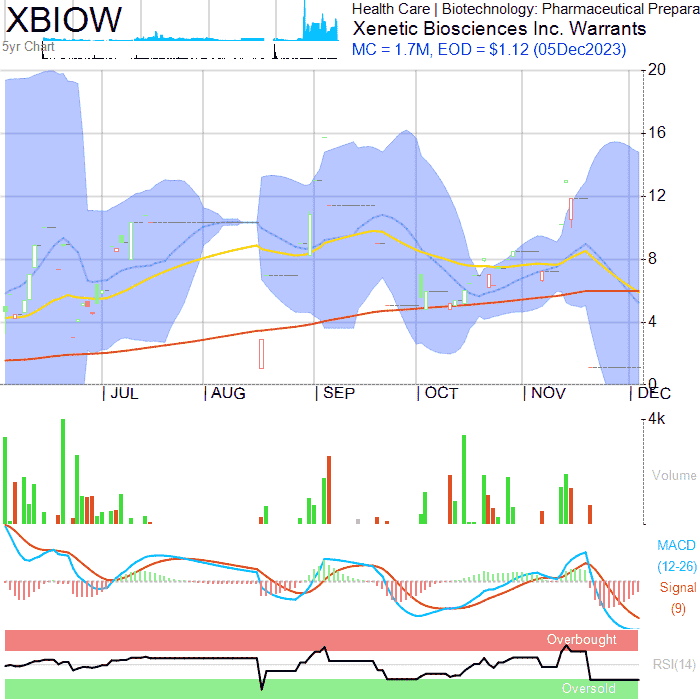 XBIOW
Health Care | Biotechnology: Pharmaceutical Prepara
Xenetic Biosciences Inc. Warrants
5yr Chart
MC = 1.7M, EOD = $1.12 (05Dec2023)
20
16
12
8
4
0
JUL
AUG
SEP
OCT
NOV
DEC
4k
Volume
MACD
(12-26)
Signal
(9)
Overbought
RSI(14)
Oversold